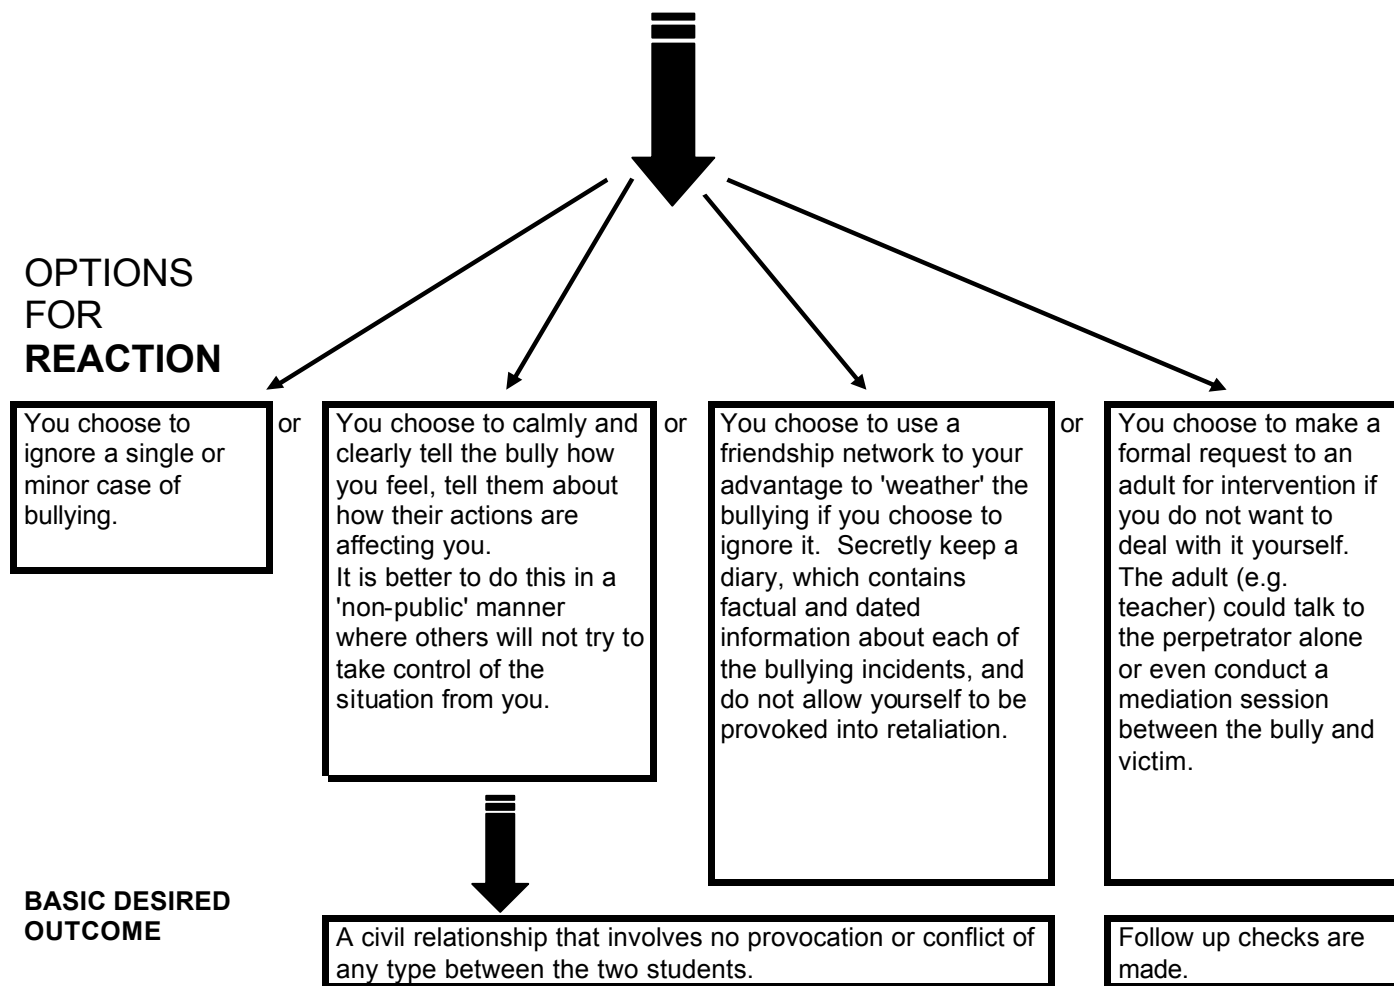 OPTIONS
FOR
REACTION
You choose to
ignore a single or
minor case of
bullying.
or
You choose to calmly and
clearly tell the bully how
you feel, tell them about
how their actions are
affecting you.
It is better to do this in a
'non-public' manner
where others will not try to
take control of the
situation from you.
or
You choose to use a
friendship network to your
advantage to 'weather' the
bullying if you choose to
ignore it.  Secretly keep a
diary, which contains
factual and dated
information about each of
the bullying incidents, and
do not allow yourself to be
provoked into retaliation.
or
You choose to make a
formal request to an
adult for intervention if
you do not want to
deal with it yourself.
The adult (e.g.
teacher) could talk to
the perpetrator alone
or even conduct a
mediation session
between the bully and
victim.
BASIC DESIRED
OUTCOME
A civil relationship that involves no provocation or conflict of
any type between the two students.
Follow up checks are
made.